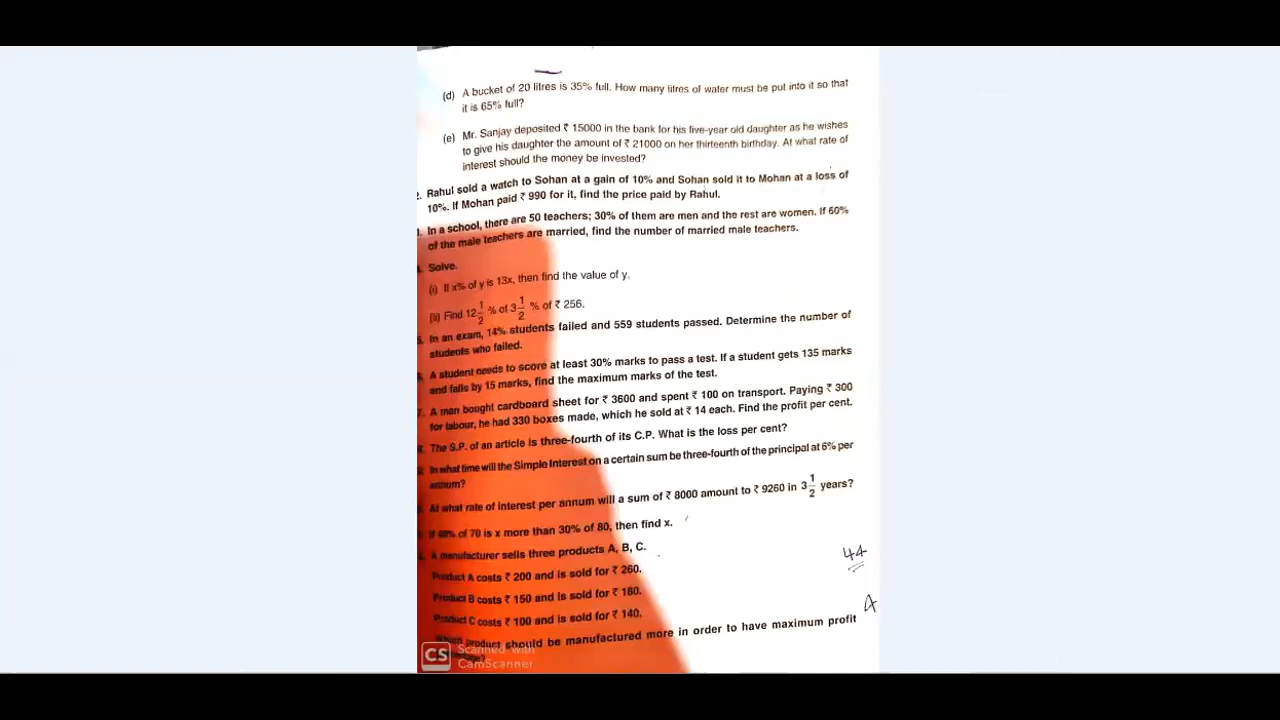 (d) A bucket of 20 litres is 35% full. How many litres of water must be put into it so that
it is 65% full?
(e) Mr. Sanjay deposited ₹ 15000 in the bank for his five-year old daughter as he wishes
to give his daughter the amount of ₹ 21000 on her thirteenth birthday. At what rate of
interest should the money be invested?
. Rahul sold a watch to Sohan at a gain of 10% and Sohan sold it to Mohan at a loss of
10%. If Mohan paid ₹ 990 for it, find the price paid by Rahul.
. In a school, there are 50 teachers; 30% of them are men and the rest are women. If 60%
of the male teachers are married, find the number of married male teachers.
. Solve.
(i) If x% of y is 13x, then find the value of y.
(ii) Find 12 1/2 % of 3 1/2 % of ₹ 256.
. In an exam, 14% students failed and 559 students passed. Determine the number of
students who failed.
. A student needs to score at least 30% marks to pass a test. If a student gets 135 marks
and fails by 15 marks, find the maximum marks of the test.
. A man bought cardboard sheet for ₹ 3600 and spent ₹ 100 on transport. Paying ₹ 300
for labour, he had 330 boxes made, which he sold at ₹ 14 each. Find the profit per cent.
. The S.P. of an article is three-fourth of its C.P. What is the loss per cent?
. In what time will the Simple Interest on a certain sum be three-fourth of the principal at 6% per
annum?
. At what rate of interest per annum will a sum of ₹ 8000 amount to ₹ 9260 in 3 1/2 years?
. If 40% of 70 is x more than 30% of 80, then find x.
. A manufacturer sells three products A, B, C.
44
Product A costs ₹ 200 and is sold for ₹ 260.
Product B costs ₹ 150 and is sold for ₹ 180.
A
Product C costs ₹ 100 and is sold for ₹ 140.
Which product should be manufactured more in order to have maximum profit
CS Scanned with
CamScanner